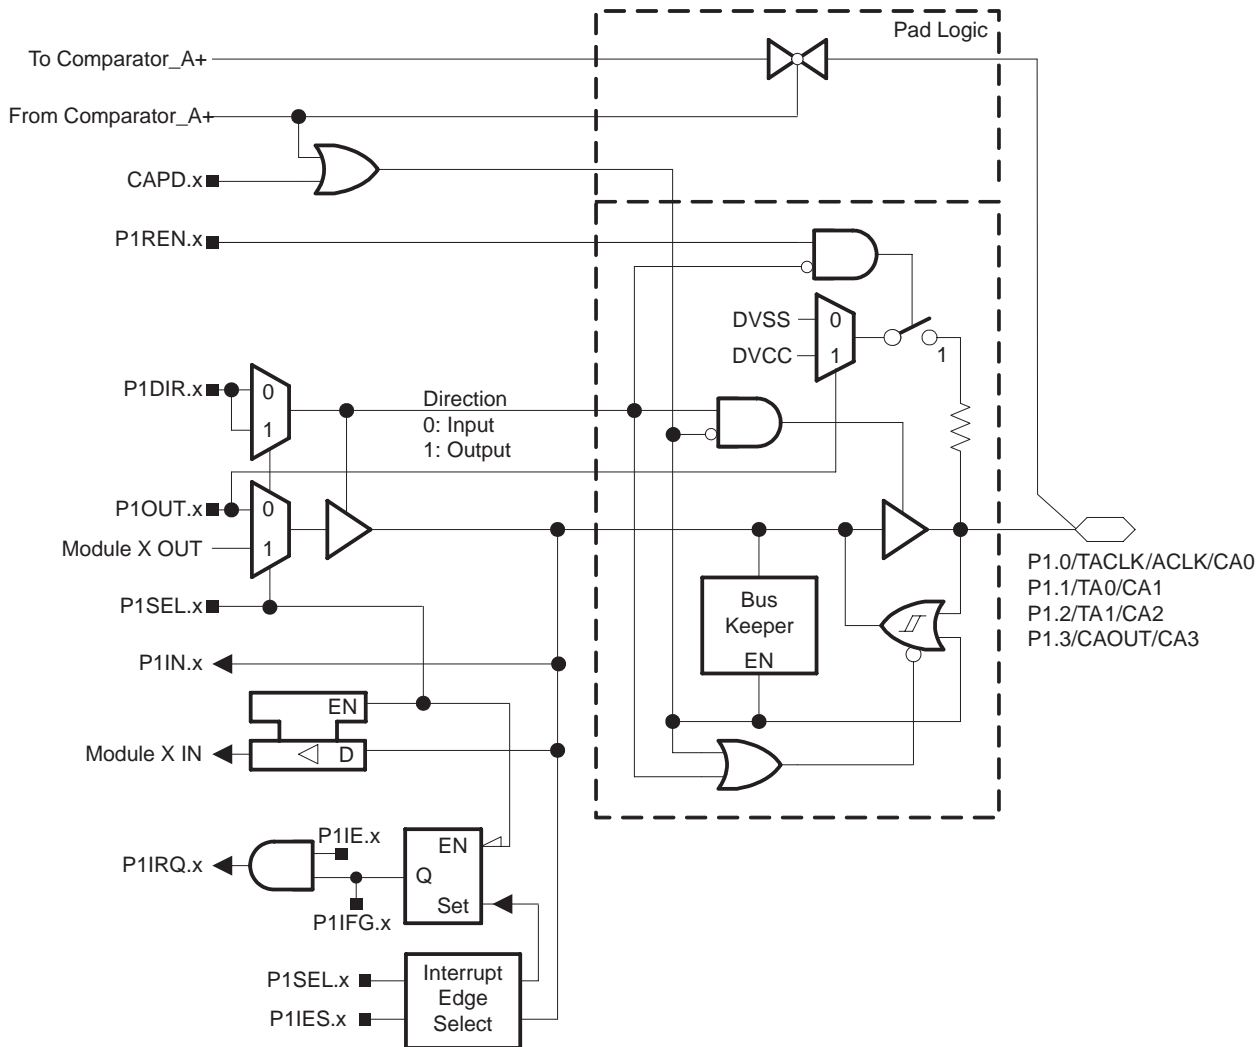 Pad Logic
To Comparator_A+
From Comparator_A+
CAPD.x
P1REN.x
DVSS
0
DVCC
1
1
P1DIR.x
0
1
Direction
0: Input
1: Output
P1OUT.x
0
Module X OUT
1
P1.0/TACLK/ACLK/CA0
P1.1/TA0/CA1
P1.2/TA1/CA2
P1.3/CAOUT/CA3
P1SEL.x
Bus
Keeper
EN
P1IN.x
EN
Module X IN
D
P1IE.x
P1IRQ.x
EN
Q
Set
P1IFG.x
P1SEL.x
P1IES.x
Interrupt
Edge
Select